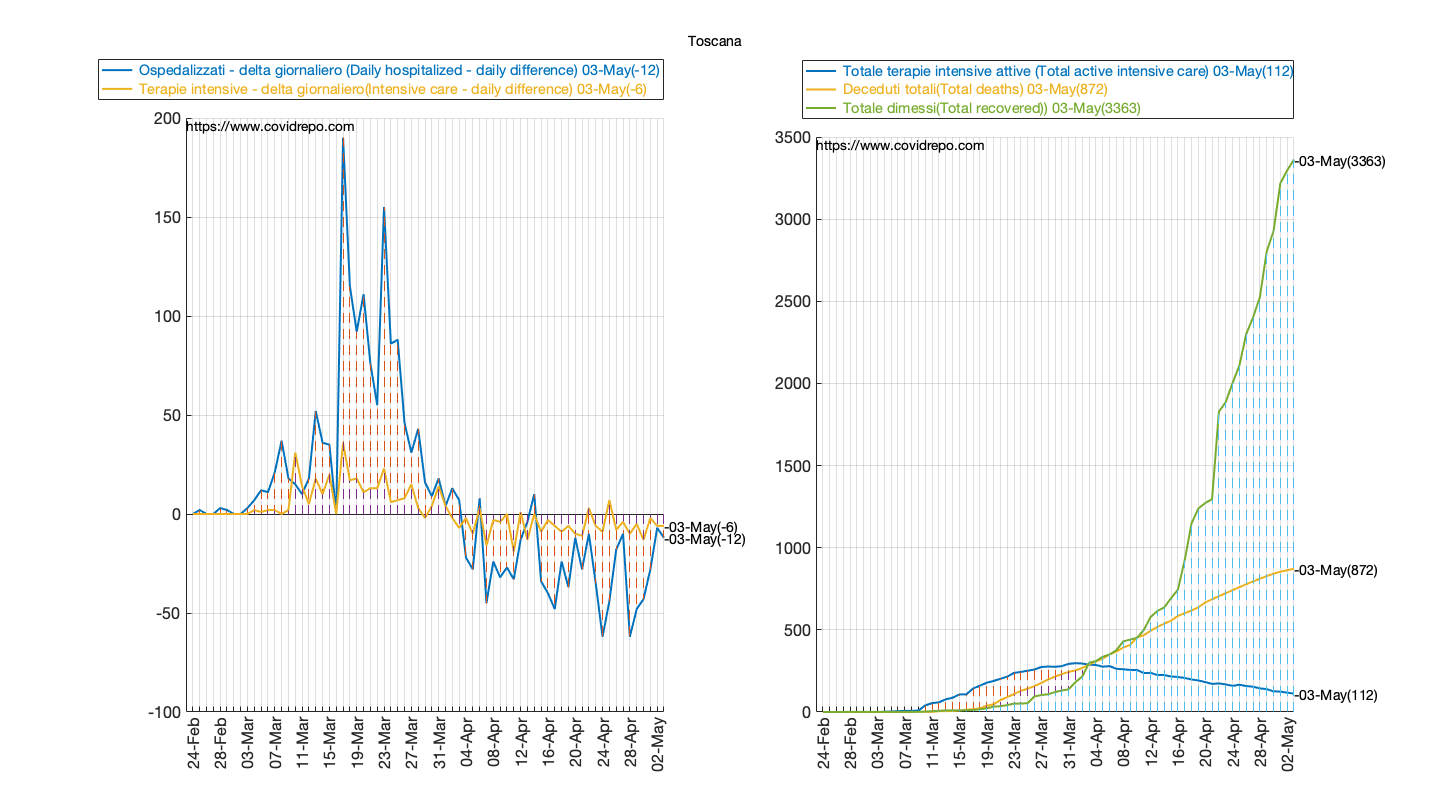 Toscana
Ospedalizzati - delta giornaliero (Daily hospitalized - daily difference) 03-May(-12)
Terapie intensive - delta giornaliero(Intensive care - daily difference) 03-May(-6)
https://www.covidrepo.com
200
150
100
50
0
-50
-100
-03-May(-6)
-03-May(-12)
24-Feb
28-Feb
03-Mar
07-Mar
11-Mar
15-Mar
19-Mar
23-Mar
27-Mar
31-Mar
04-Apr
08-Apr
12-Apr
16-Apr
20-Apr
24-Apr
28-Apr
02-May
Totale terapie intensive attive (Total active intensive care) 03-May(112)
Deceduti totali(Total deaths) 03-May(872)
Totale dimessi(Total recovered)) 03-May(3363)
https://www.covidrepo.com
3500
3000
2500
2000
1500
1000
500
0
-03-May(3363)
-03-May(872)
-03-May(112)
24-Feb
28-Feb
03-Mar
07-Mar
11-Mar
15-Mar
19-Mar
23-Mar
27-Mar
31-Mar
04-Apr
08-Apr
12-Apr
16-Apr
20-Apr
24-Apr
28-Apr
02-May